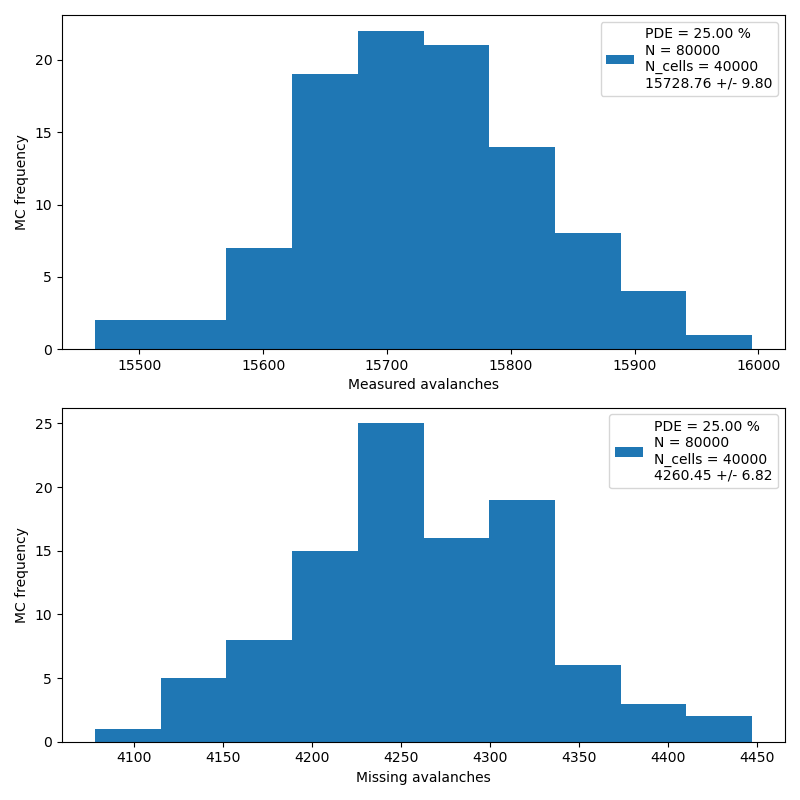 PDE = 25.00 %
N = 80000
N_cells = 40000
15728.76 +/- 9.80
MC frequency
20
15
10
5
0
15500 15600 15700 15800 15900 16000
Measured avalanches
PDE = 25.00 %
N = 80000
N_cells = 40000
4260.45 +/- 6.82
MC frequency
25
20
15
10
5
0
4100 4150 4200 4250 4300 4350 4400 4450
Missing avalanches